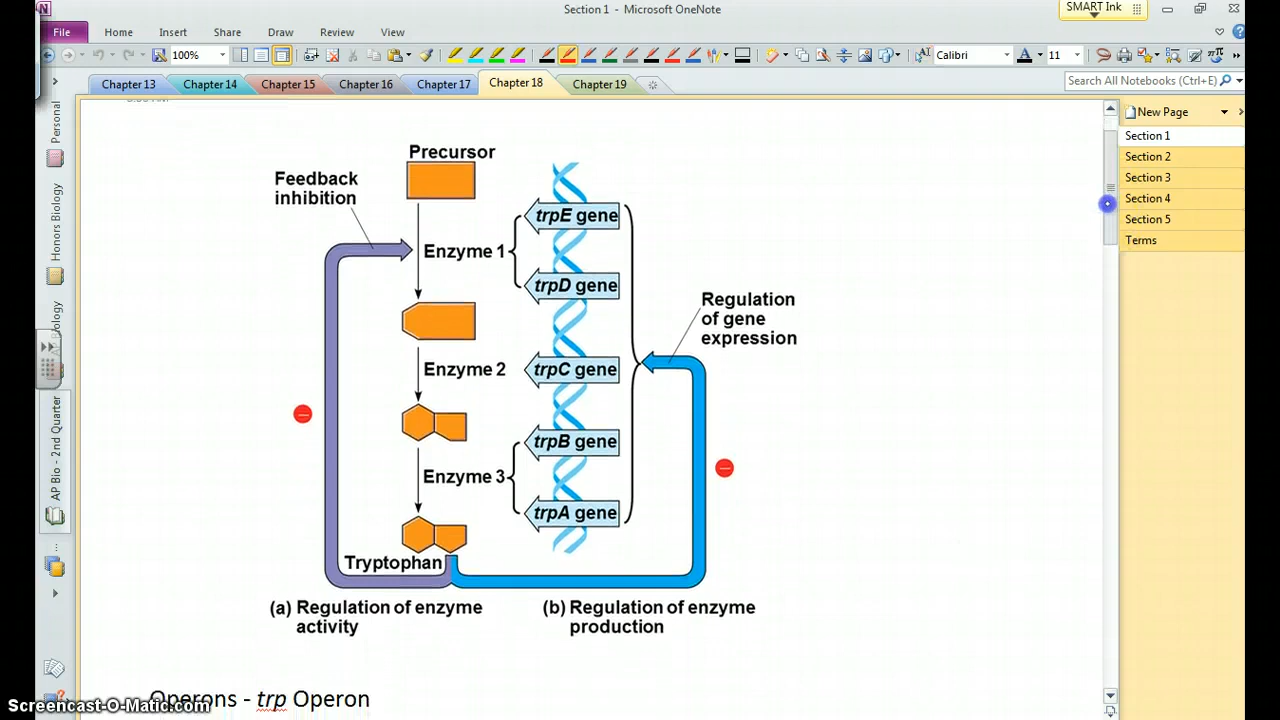 Section 1 - Microsoft OneNote
SMART Ink
File
Home
Insert
Share
Draw
Review
View
100%
Calibri
11
Chapter 13
Chapter 14
Chapter 15
Chapter 16
Chapter 17
Chapter 18
Chapter 19
Search All Notebooks (Ctrl+E)
Personal
Honors Biology
AP Bio - 2nd Quarter
New Page
Section 1
Section 2
Section 3
Section 4
Section 5
Terms
Precursor
Feedback
inhibition
Enzyme 1
Enzyme 2
Enzyme 3
Tryptophan
trpE gene
trpD gene
trpC gene
trpB gene
trpA gene
Regulation
of gene
expression
(a) Regulation of enzyme
activity
(b) Regulation of enzyme
production
Operons - trp Operon
Screencast-O-Matic.com